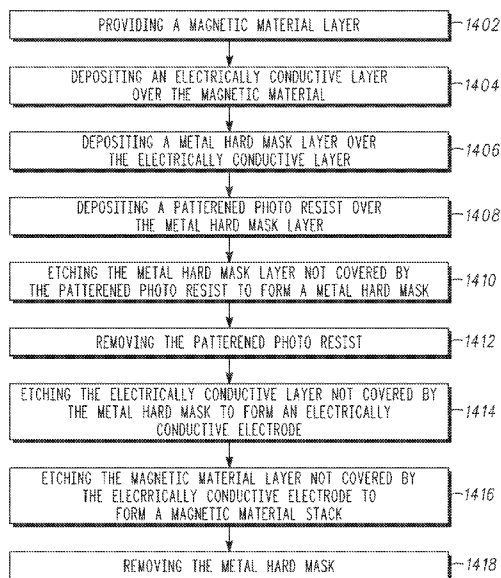 PROVIDING A MAGNETIC MATERIAL LAYER
1402
DEPOSITING AN ELECTRICALLY CONDUCTIVE LAYER
OVER THE MAGNETIC MATERIAL
1404
DEPOSITING A METAL HARD MASK LAYER OVER
THE ELECTRICALLY CONDUCTIVE LAYER
1406
DEPOSITING A PATTERENED PHOTO RESIST OVER
THE METAL HARD MASK LAYER
1408
ETCHING THE METAL HARD MASK LAYER NOT COVERED BY
THE PATTERENED PHOTO RESIST TO FORM A METAL HARD MASK
1410
REMOVING THE PATTERENED PHOTO RESIST
1412
ETCHING THE ELECTRICALLY CONDUCTIVE LAYER NOT COVERED BY
THE METAL HARD MASK TO FORM AN ELECTRICALLY
CONDUCTIVE ELECTRODE
1414
ETCHING THE MAGNETIC MATERIAL LAYER NOT COVERED BY
THE ELECRRICALLY CONDUCTIVE ELECTRODE TO
FORM A MAGNETIC MATERIAL STACK
1416
REMOVING THE METAL HARD MASK
1418